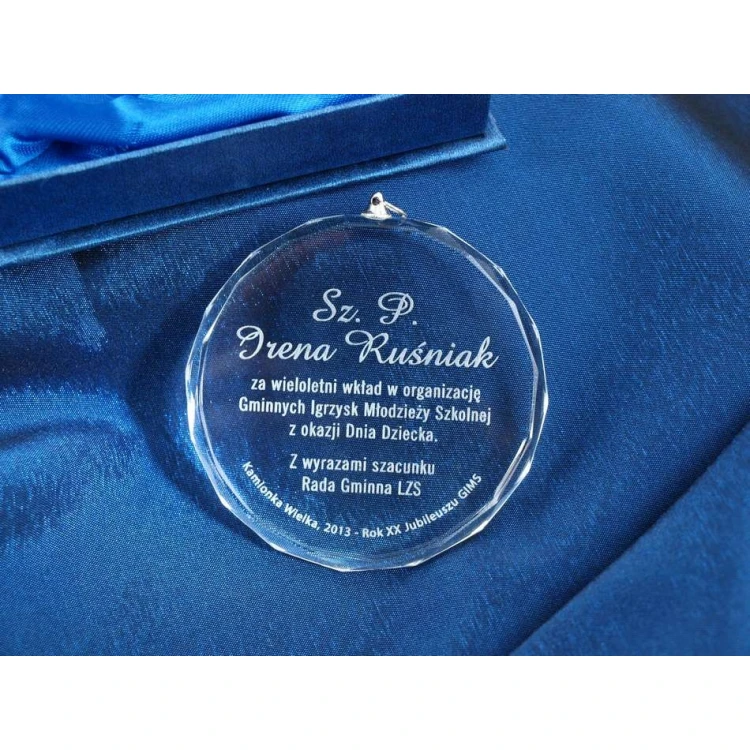 Sz. P.
Irena Ruśniak
za wieloletni wkład w organizację
Gminnych Igrzysk Młodzieży Szkolnej
z okazji Dnia Dziecka.
Z wyrazami szacunku
Rada Gminna LZS
Kamionka Wielka, 2013 - Rok XX Jubileuszu GIMS